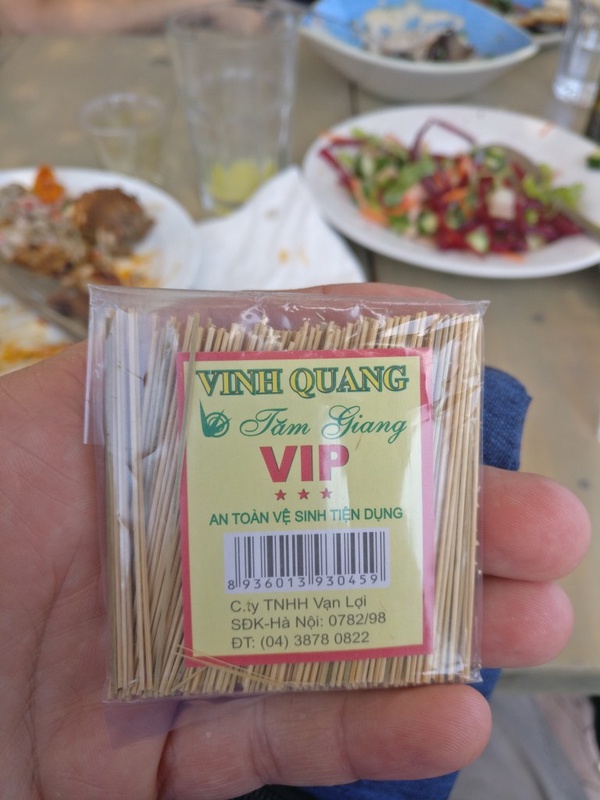 VINH QUANG
Tăm Giang
VIP
AN TOÀN VỆ SINH TIỆN DỤNG
8 936013 930459
C.ty TNHH Vạn Lợi
SĐK-Hà Nội: 0782/98
ĐT: (04) 3878 0822